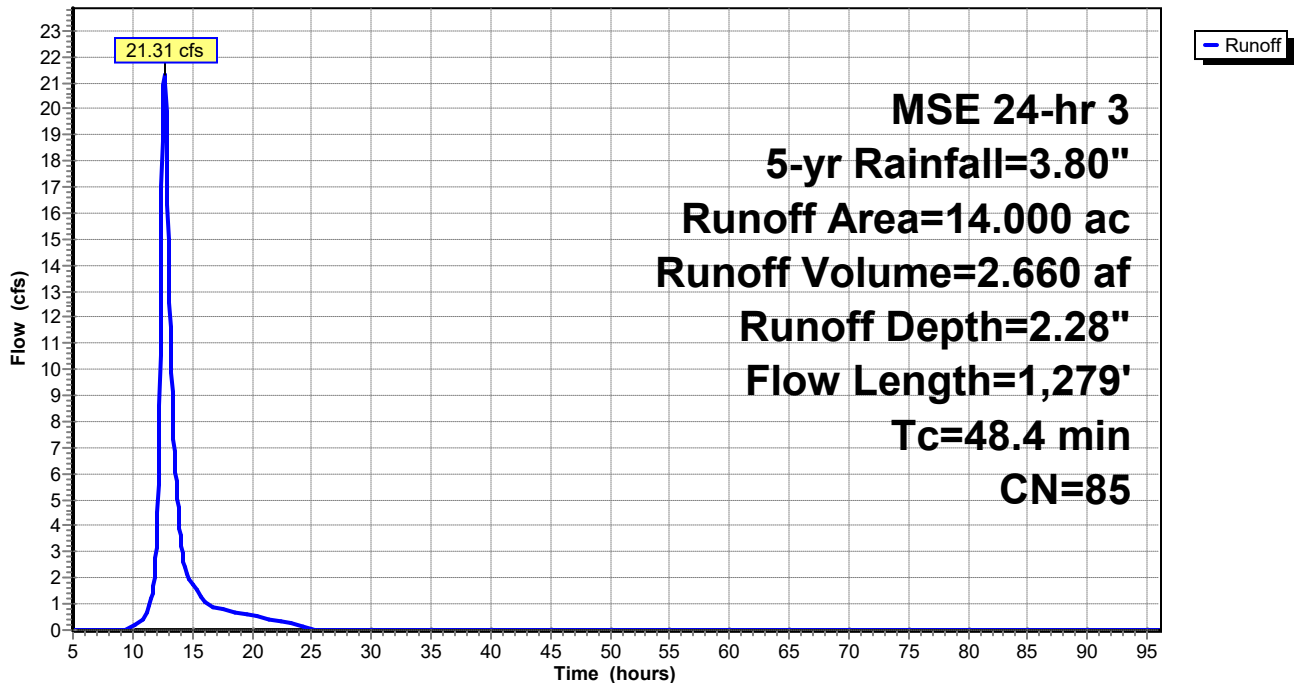 21.31 cfs
Runoff
MSE 24-hr 3
5-yr Rainfall=3.80"
Runoff Area=14.000 ac
Runoff Volume=2.660 af
Runoff Depth=2.28"
Flow Length=1,279'
Tc=48.4 min
CN=85
Flow (cfs)
23
22
21
20
19
18
17
16
15
14
13
12
11
10
9
8
7
6
5
4
3
2
1
0
5 10 15 20 25 30 35 40 45 50 55 60 65 70 75 80 85 90 95
Time (hours)